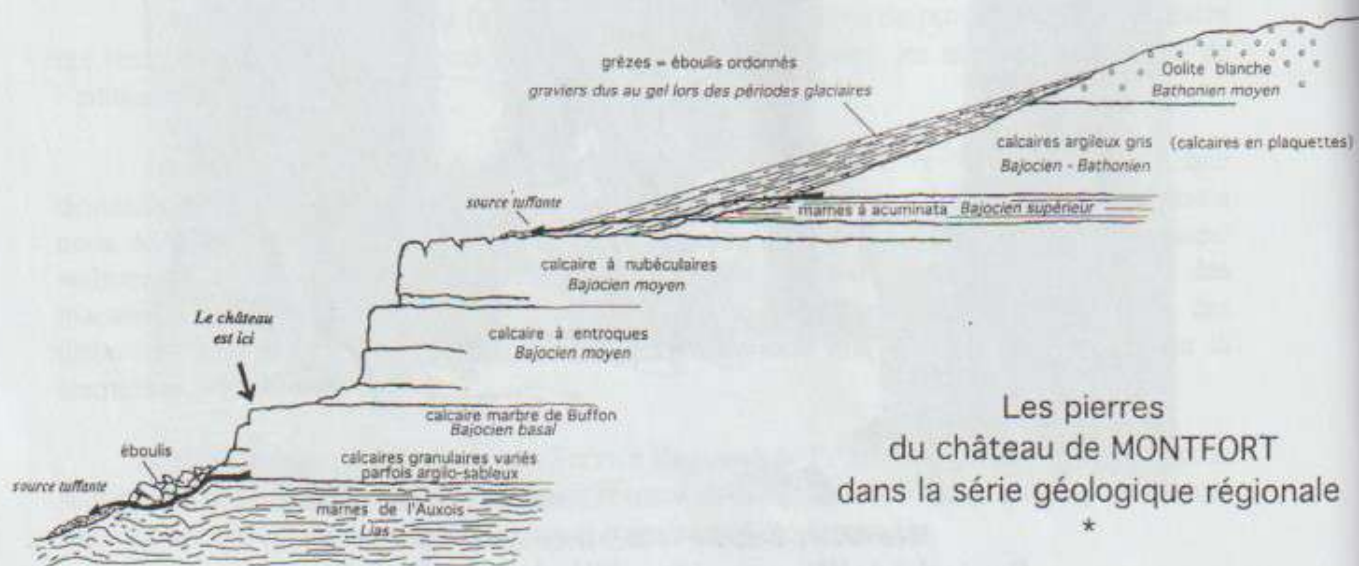 grèzes = éboulis ordonnés
graviers dus au gel lors des périodes glaciaires
Oolite blanche
Bathonien moyen
calcaires argileux gris (calcaires en plaquettes)
Bajocien - Bathonien
source tuffante
marnes à acuminata Bajocien supérieur
calcaire à nubéculaires
Bajocien moyen
Le château
est ici
calcaire à entroques
Bajocien moyen
calcaire marbre de Buffon
Bajocien basal
éboulis
calcaires granulaires variés
parfois argilo-sableux
source tuffante
marnes de l'Auxois
Lias
Les pierres
du château de MONTFORT
dans la série géologique régionale
*